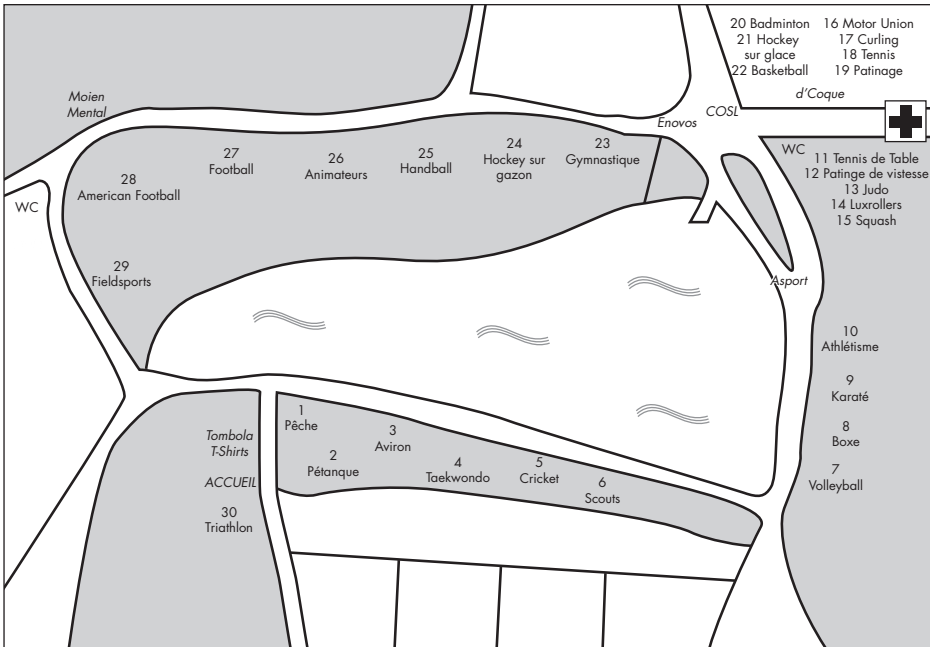 20 Badminton
21 Hockey
sur glace
22 Basketball
16 Motor Union
17 Curling
18 Tennis
19 Patinage
d'Coque
COSL
Enovos
Moien
Mental
WC
28
American Football
27
Football
26
Animateurs
25
Handball
24
Hockey sur
gazon
23
Gymnastique
WC
11 Tennis de Table
12 Patinge de vistesse
13 Judo
14 Luxrollers
15 Squash
29
Fieldsports
Asport
10
Athlétisme
9
Karaté
8
Boxe
7
Volleyball
1
Pêche
2
Pétanque
3
Aviron
4
Taekwondo
5
Cricket
6
Scouts
Tombola
T-Shirts
ACCUEIL
30
Triathlon